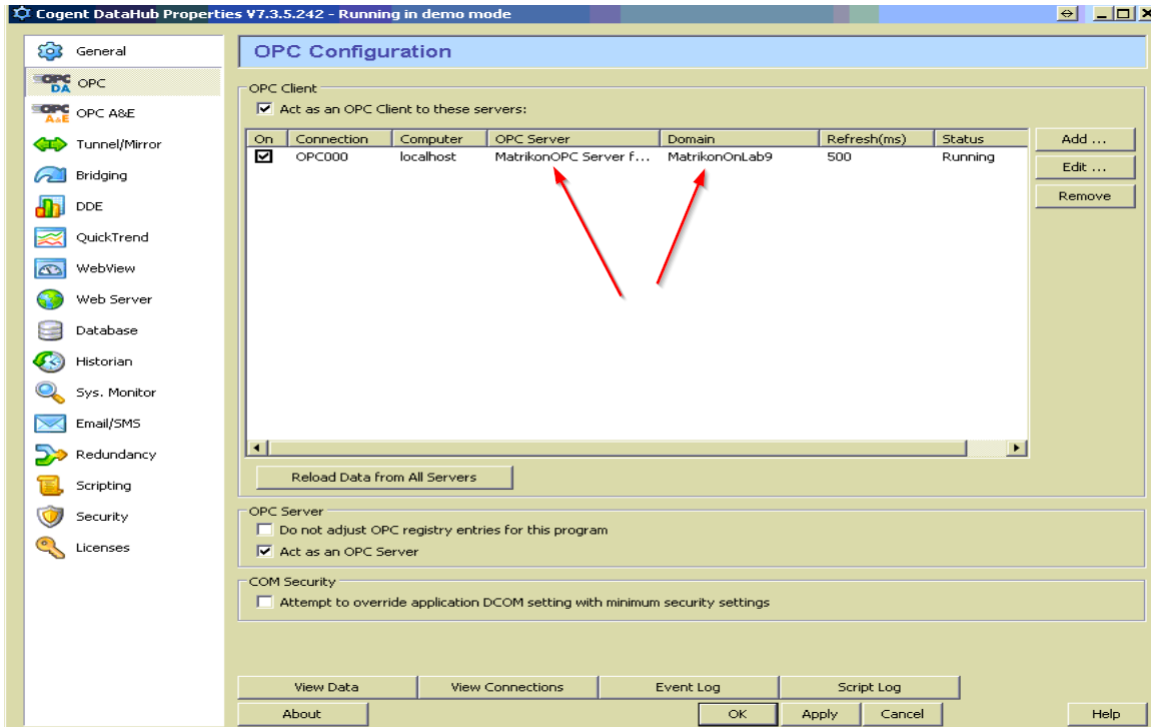 Cogent DataHub Properties V7.3.5.242 - Running in demo mode
General
OPC DA OPC
OPC A&E OPC A&E
Tunnel/Mirror
Bridging
DDE
QuickTrend
WebView
Web Server
Database
Historian
Sys. Monitor
Email/SMS
Redundancy
Scripting
Security
Licenses
OPC Configuration
OPC Client
Act as an OPC Client to these servers:
On Connection Computer OPC Server Domain Refresh(ms) Status
OPC000 localhost MatrikonOPC Server f... MatrikonOnLab9 500 Running
Add ...
Edit ...
Remove
Reload Data from All Servers
OPC Server
Do not adjust OPC registry entries for this program
Act as an OPC Server
COM Security
Attempt to override application DCOM setting with minimum security settings
View Data View Connections Event Log Script Log
About OK Apply Cancel Help